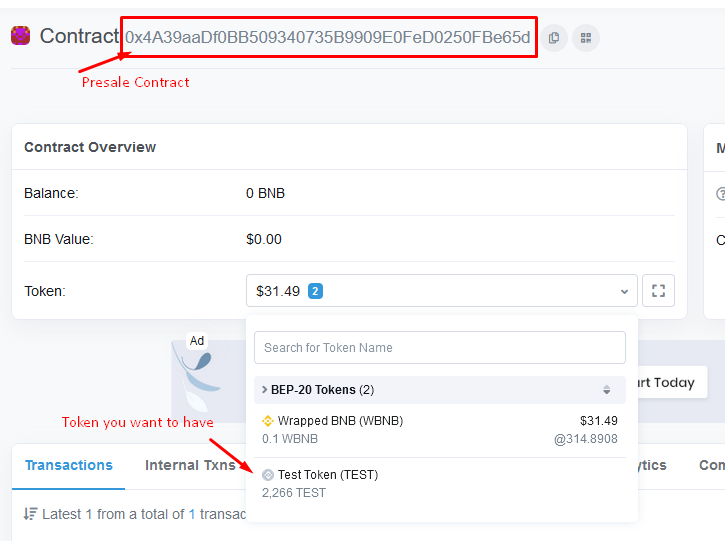 Contract 0x4A39aaDf0BB509340735B9909E0FeD0250FBe65d
Presale Contract
Contract Overview
M
Balance: 0 BNB
BNB Value: $0.00
C
Token: $31.49 2
Ad
Search for Token Name
BEP-20 Tokens (2)
rt Today
Wrapped BNB (WBNB) $31.49
0.1 WBNB @314.8908
Token you want to have
Transactions Internal Txns ytics Con
Test Token (TEST)
2,266 TEST
Latest 1 from a total of 1 transac